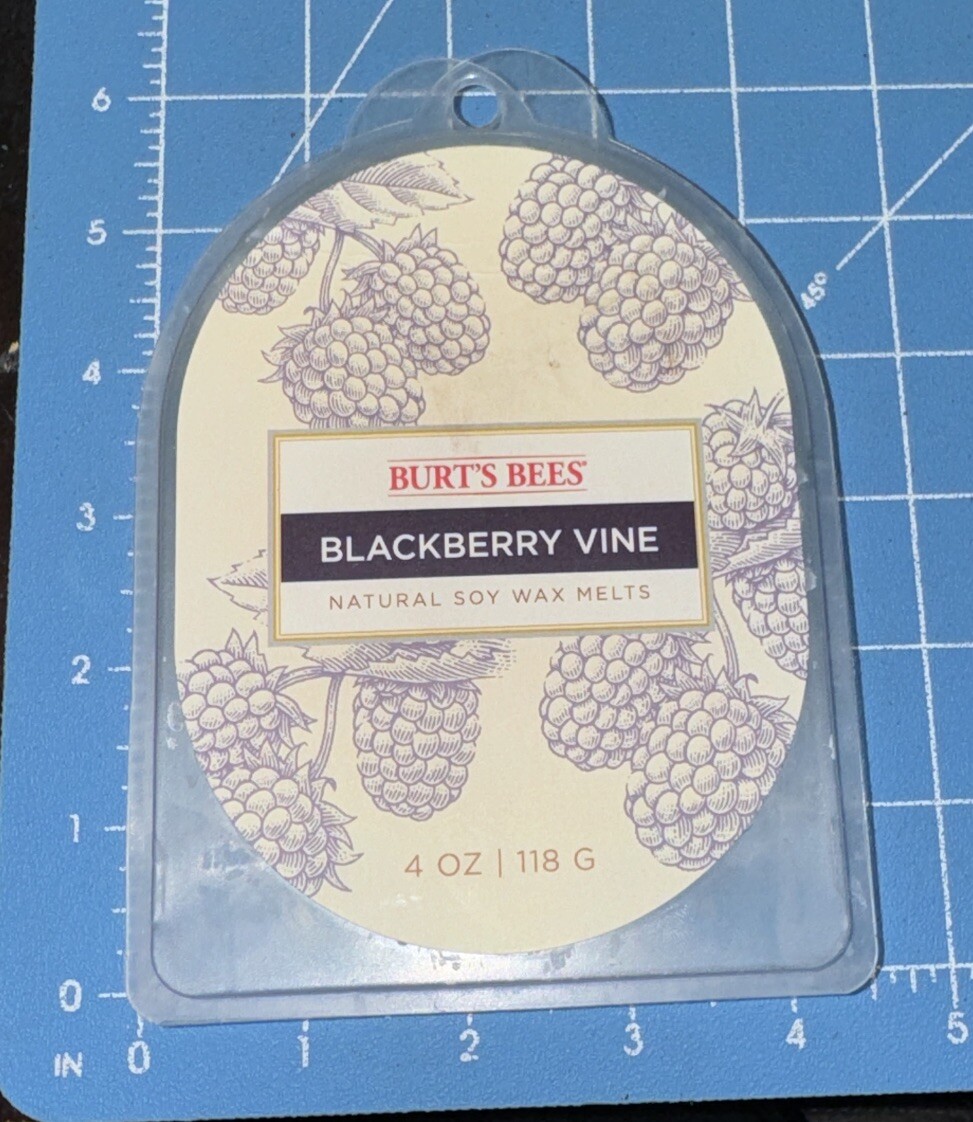 6
5
45°
4
BURT'S BEES®
3
BLACKBERRY VINE
NATURAL SOY WAX MELTS
2
1
4 OZ | 118 G
0
IN 0 1 2 3 4 5